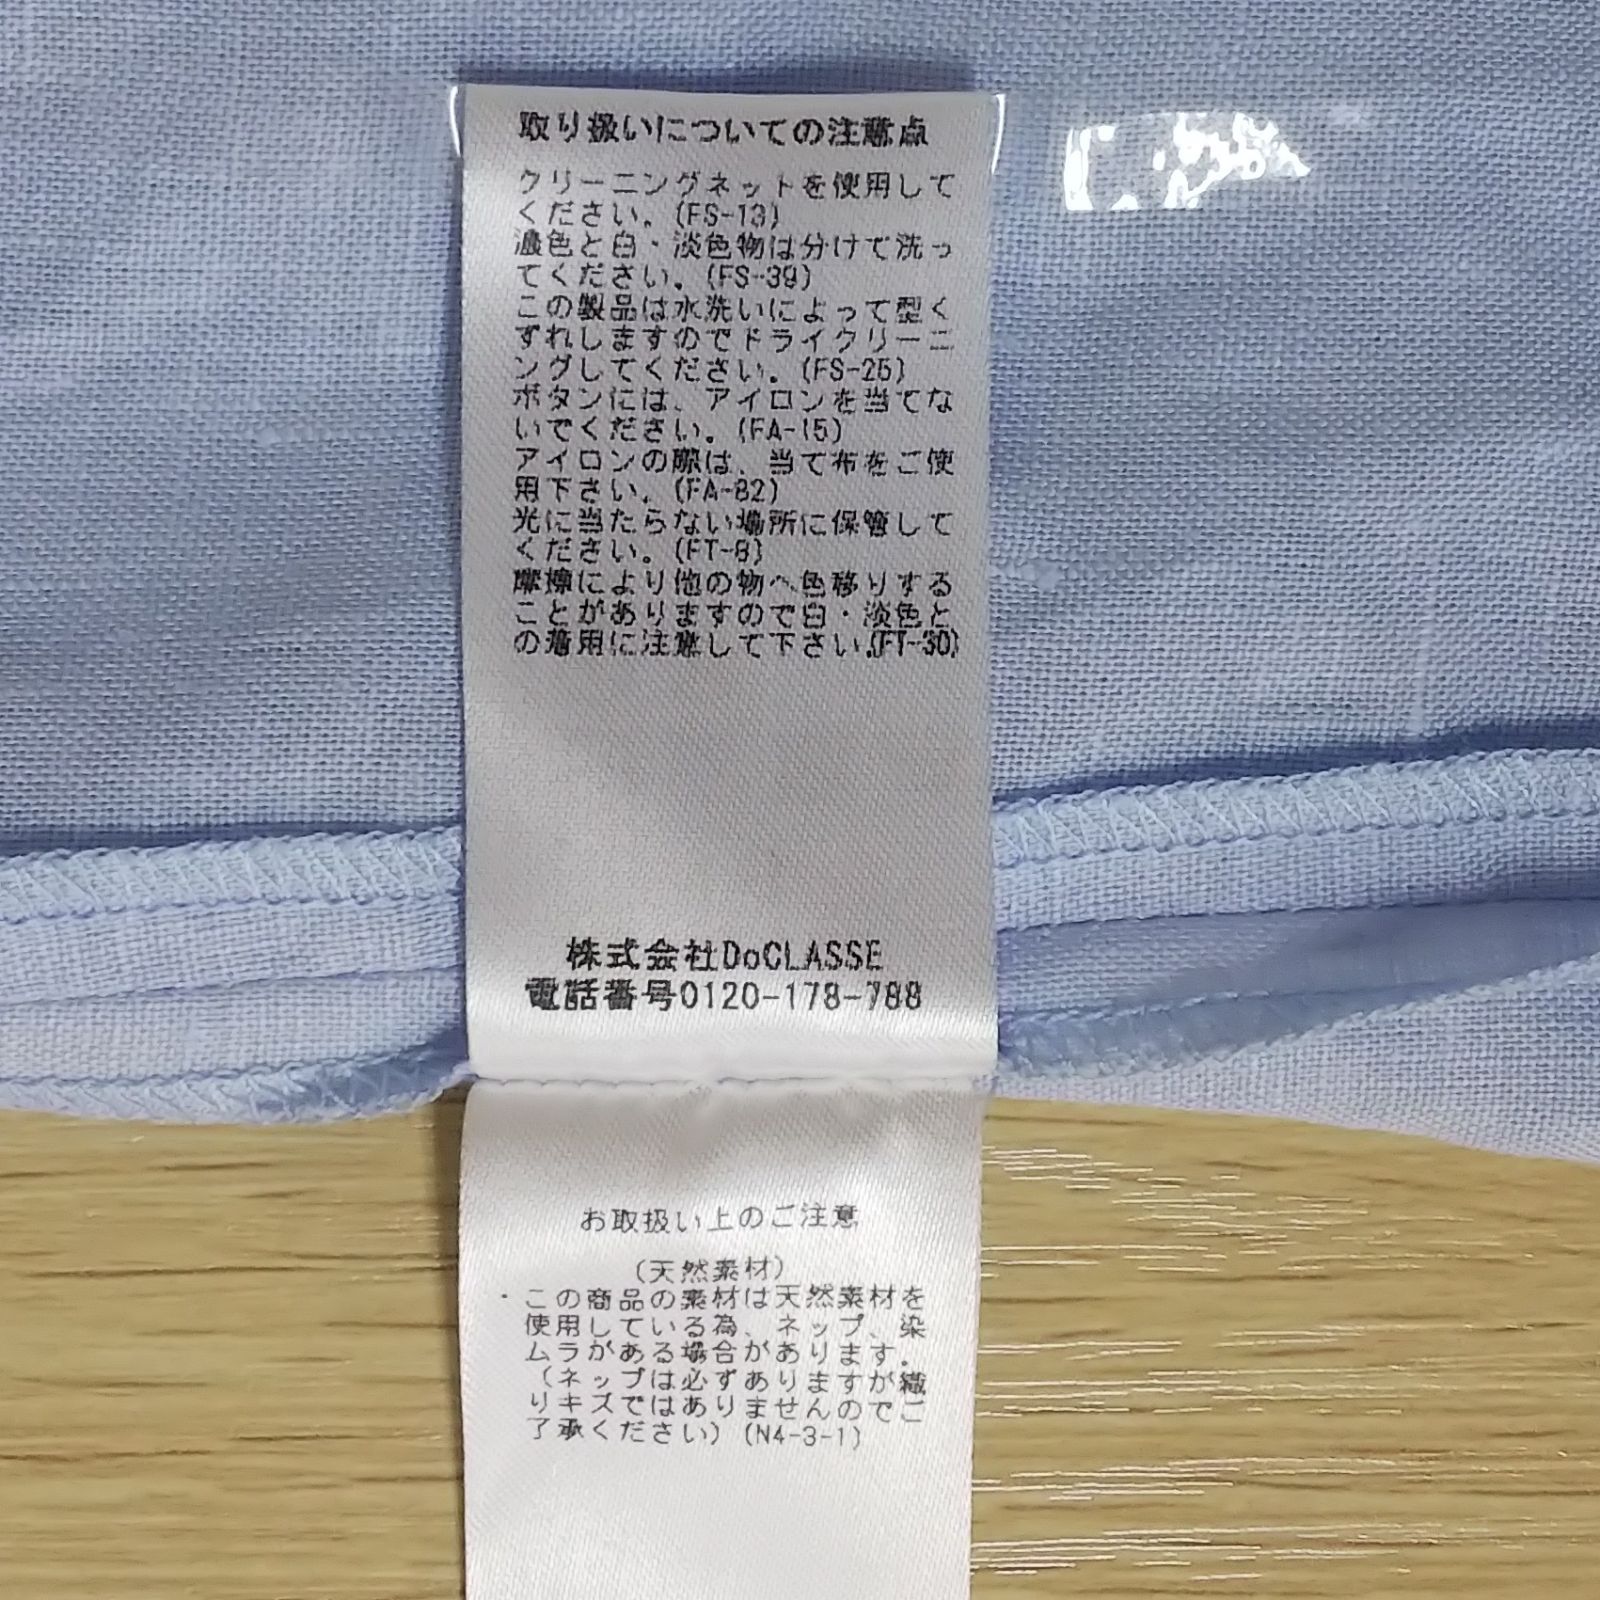 取り扱いについての注意点
クリーニングネットを使用して
ください。(FS-13)
濃色と白・淡色物は分けて洗っ
てください。(FS-39)
この製品は水洗いによって型く
ずれしますのでドライクリーニ
ングしてください。(FS-25)
ボタンには、アイロンを当てな
いでください。(FA-15)
アイロンの際は、当て布をご使
用下さい。(FA-82)
光に当たらない場所に保管して
ください。(FT-8)
摩擦により他の物へ色移りする
ことがありますので白・淡色と
の着用に注意して下さい.(FT-30)
株式会社DoCLASSE
電話番号0120-178-788
お取扱い上のご注意
(天然素材)
・この商品の素材は天然素材を
使用している為、ネップ、染
ムラがある場合があります。
(ネップは必ずありますが織
りキズではありませんのでご
了承ください) (N4-3-1)